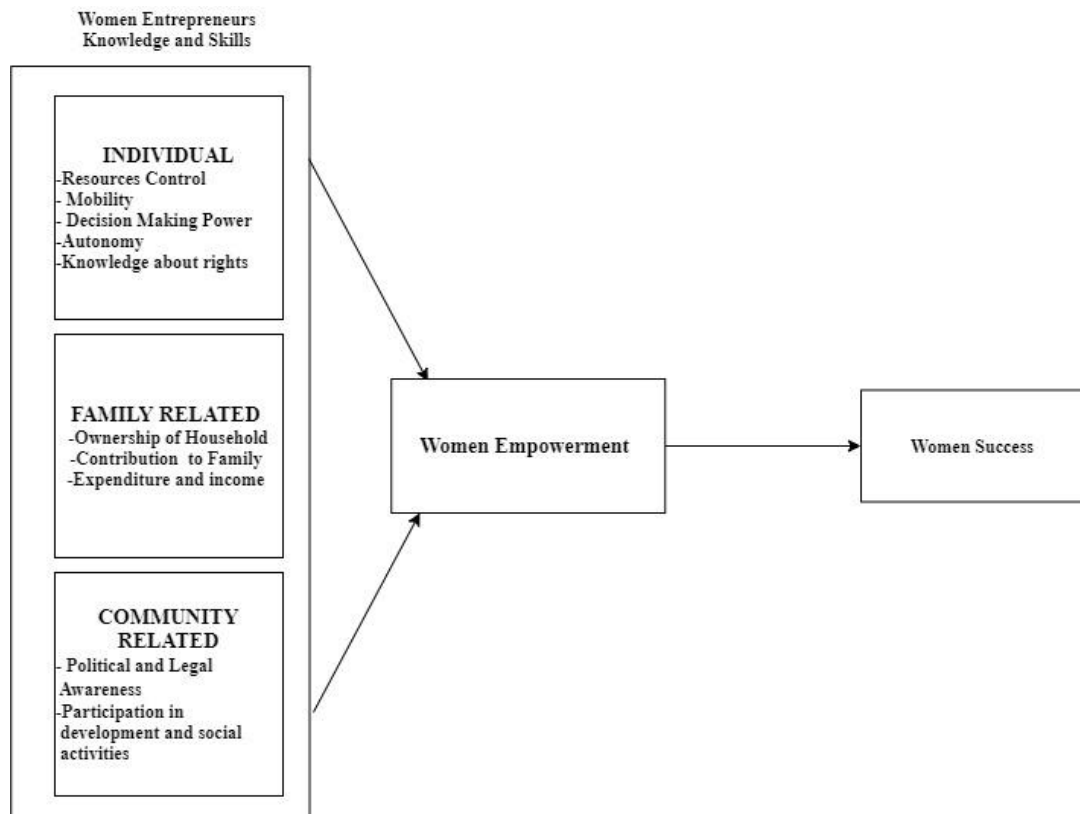 Women Entrepreneurs
Knowledge and Skills
INDIVIDUAL
-Resources Control
- Mobility
- Decision Making Power
-Autonomy
-Knowledge about rights
FAMILY RELATED
-Ownership of Household
-Contribution to Family
-Expenditure and income
COMMUNITY
RELATED
- Political and Legal
Awareness
-Participation in
development and social
activities
Women Empowerment
Women Success